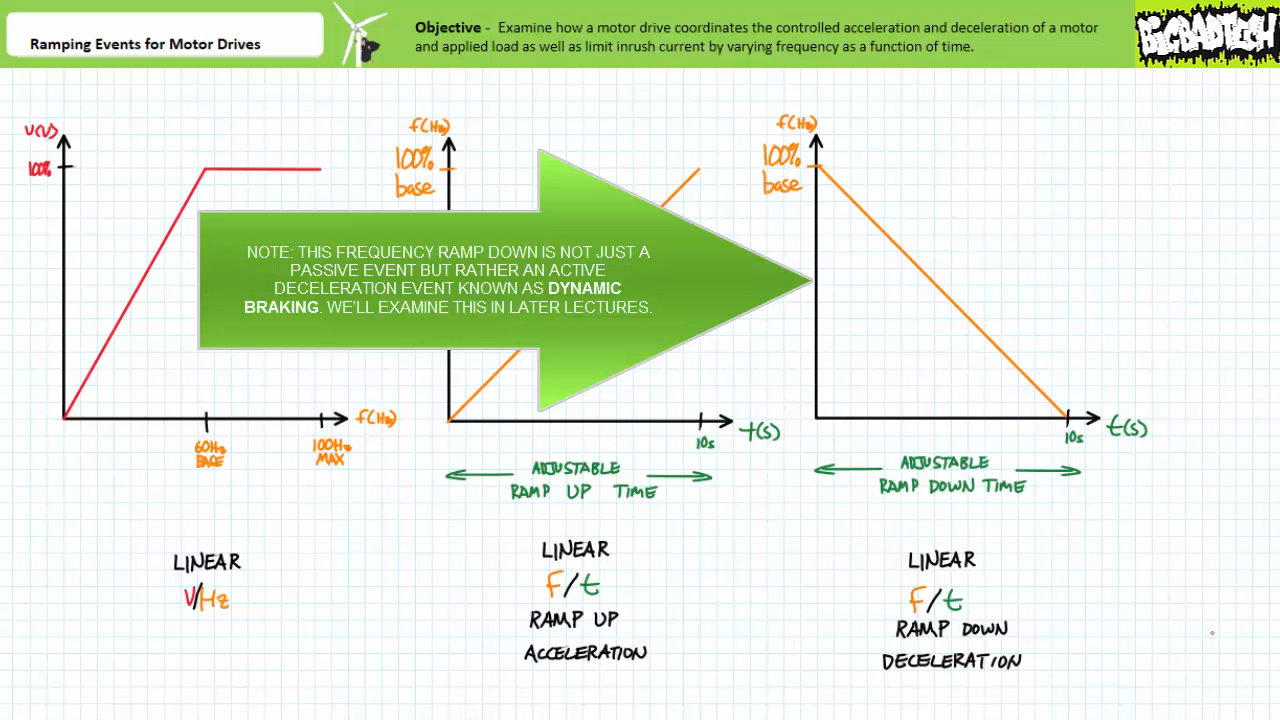 Ramping Events for Motor Drives
Objective - Examine how a motor drive coordinates the controlled acceleration and deceleration of a motor
and applied load as well as limit inrush current by varying frequency as a function of time.
BIGBADTECH
V(V)
100%
f(Hz)
60Hz
BASE
100Hz
MAX
LINEAR
V/Hz
f(Hz)
100%
base
t(s)
10s
ADJUSTABLE
RAMP UP TIME
LINEAR
F/t
RAMP UP
ACCELERATION
NOTE: THIS FREQUENCY RAMP DOWN IS NOT JUST A
PASSIVE EVENT BUT RATHER AN ACTIVE
DECELERATION EVENT KNOWN AS DYNAMIC
BRAKING. WE'LL EXAMINE THIS IN LATER LECTURES.
f(Hz)
100%
base
t(s)
10s
ADJUSTABLE
RAMP DOWN TIME
LINEAR
F/t
RAMP DOWN
DECELERATION